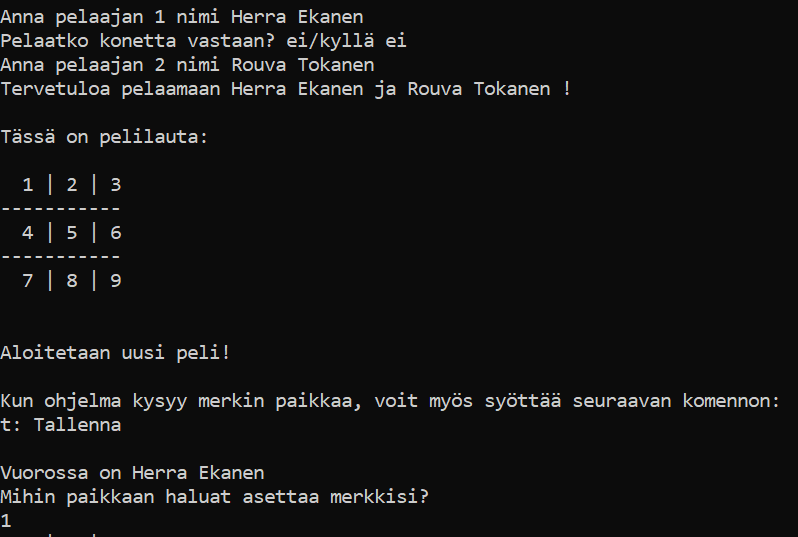 Anna pelaajan 1 nimi Herra Ekanen
Pelaatko konetta vastaan? ei/kyllä ei
Anna pelaajan 2 nimi Rouva Tokanen
Tervetuloa pelaamaan Herra Ekanen ja Rouva Tokanen !
Tässä on pelilauta:
1 | 2 | 3
-----------
4 | 5 | 6
-----------
7 | 8 | 9
Aloitetaan uusi peli!
Kun ohjelma kysyy merkin paikkaa, voit myös syöttää seuraavan komennon:
t: Tallenna
Vuorossa on Herra Ekanen
Mihin paikkaan haluat asettaa merkkisi?
1